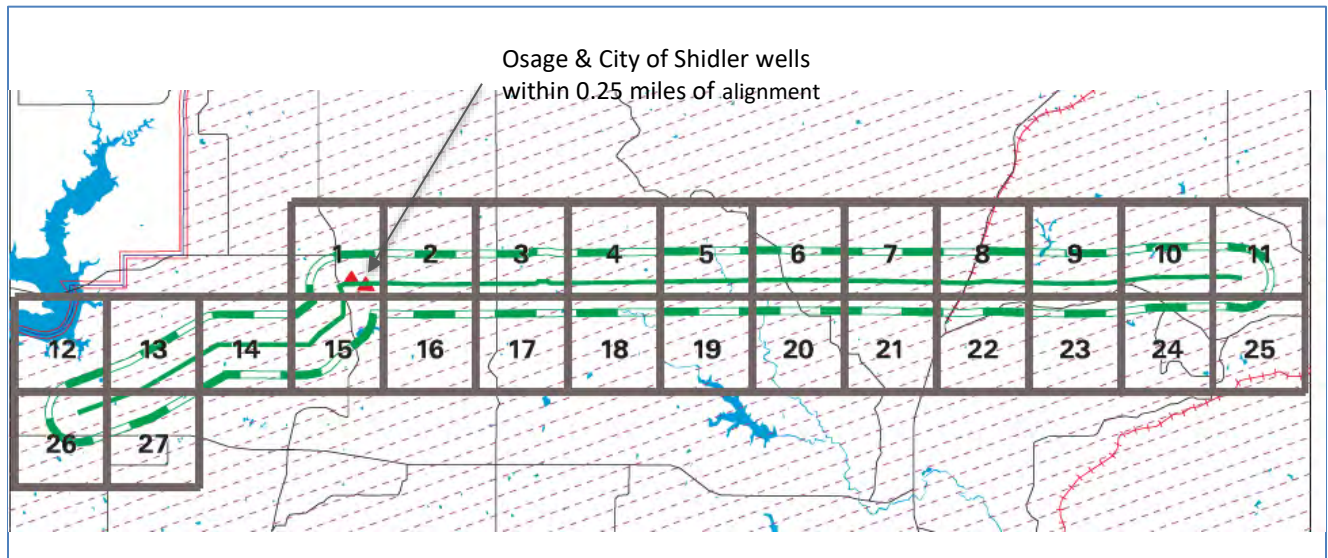 Osage & City of Shidler wells
within 0.25 miles of alignment
1 2 3 4 5 6 7 8 9 10 11
12 13 14 15 16 17 18 19 20 21 22 23 24 25
26 27